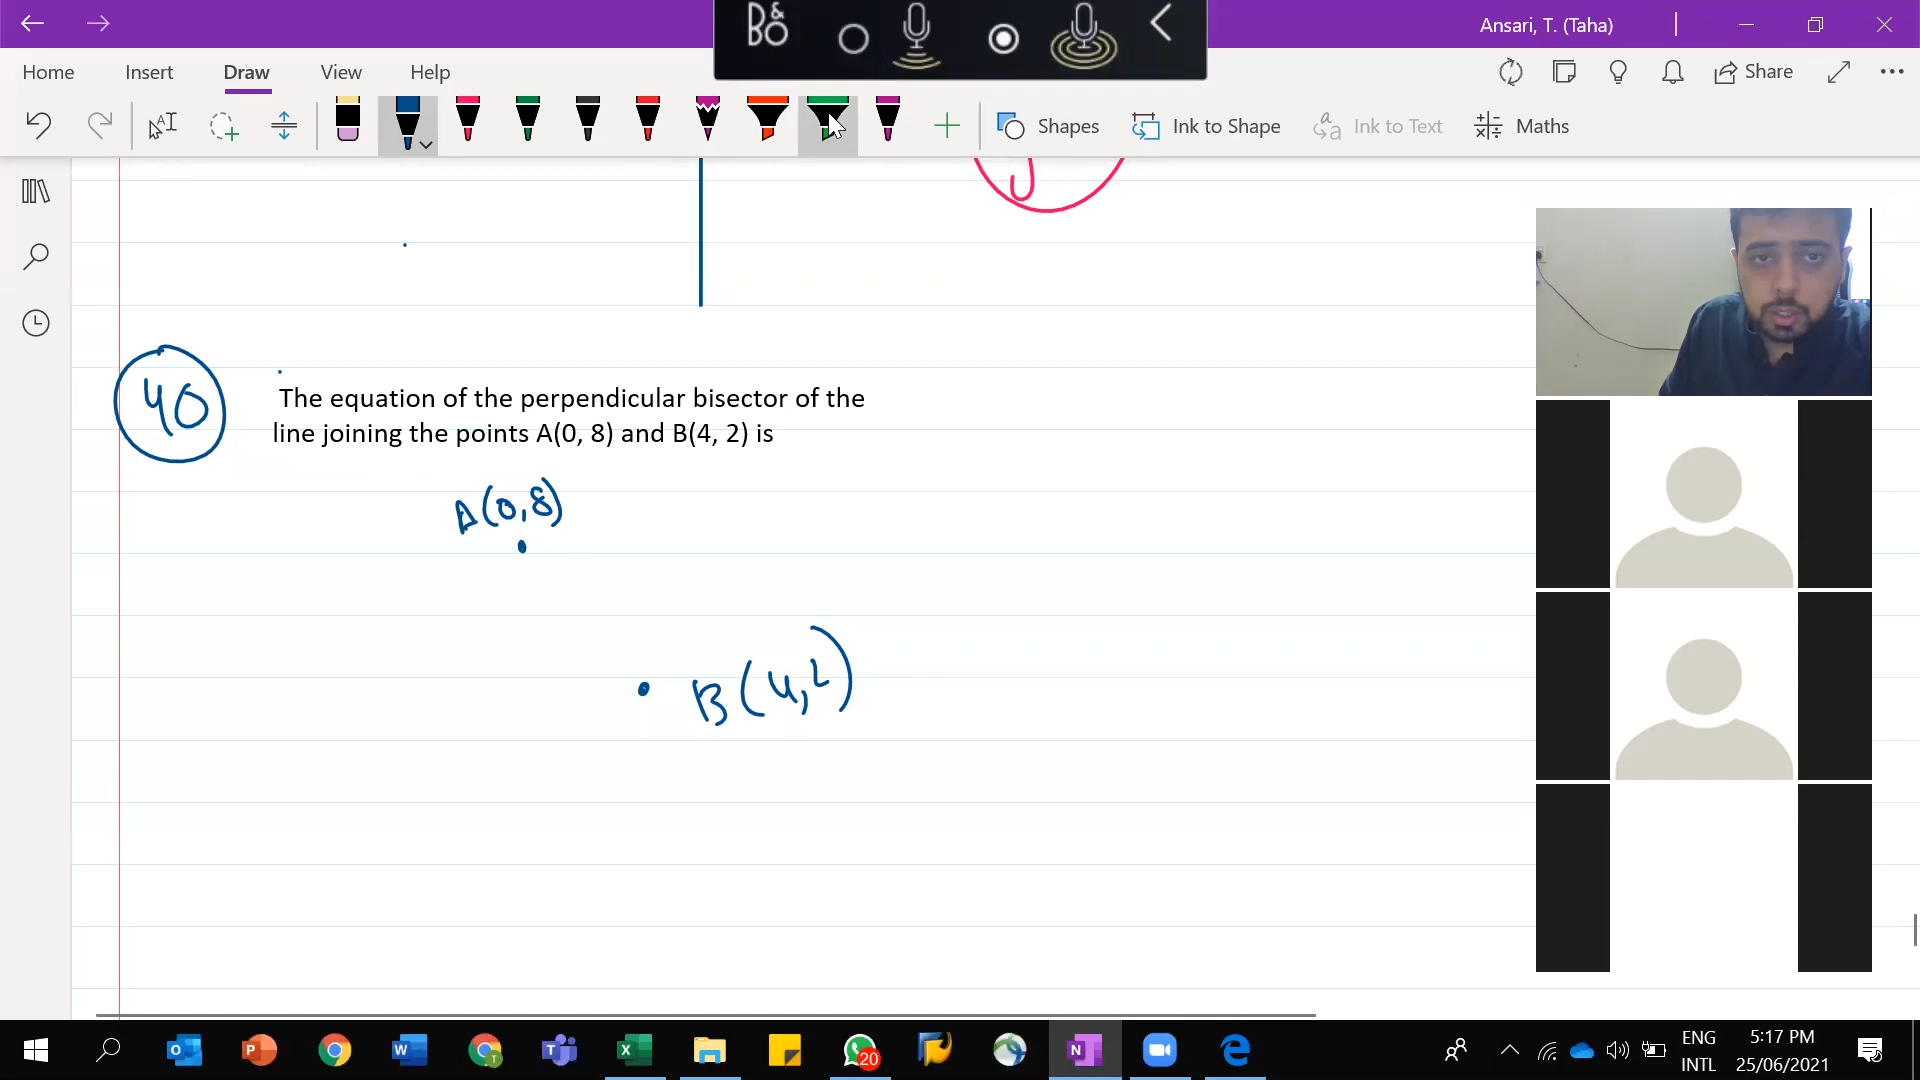 B&O
Ansari, T. (Taha)
Home Insert Draw View Help
Share
Shapes Ink to Shape Ink to Text Maths
40
The equation of the perpendicular bisector of the
line joining the points A(0, 8) and B(4, 2) is
A(0,8)
B(4,2)
20
ENG 5:17 PM
INTL 25/06/2021